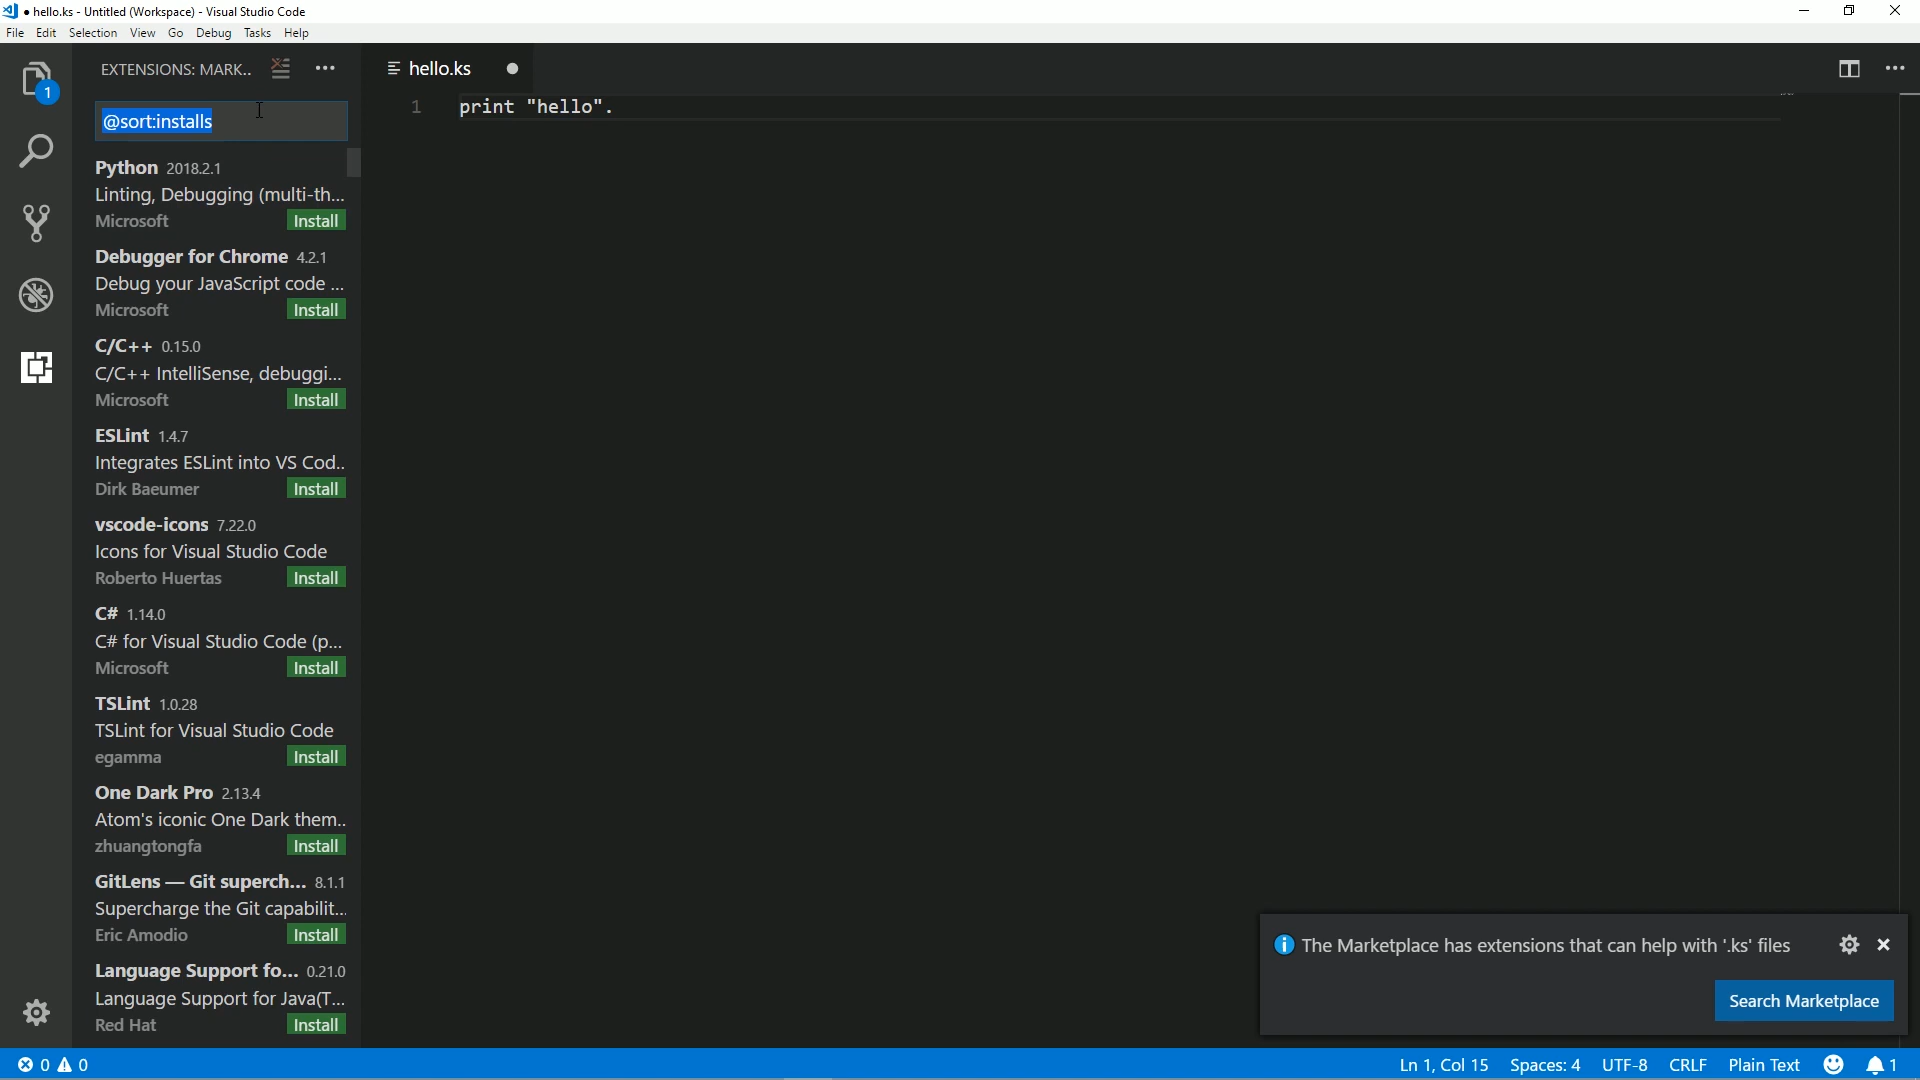 • hello.ks - Untitled (Workspace) - Visual Studio Code
File Edit Selection View Go Debug Tasks Help
1
EXTENSIONS: MARK...
hello.ks
@sort:installs
1 print "hello".
Python 2018.2.1
Linting, Debugging (multi-th...
Microsoft Install
Debugger for Chrome 4.2.1
Debug your JavaScript code ...
Microsoft Install
C/C++ 0.15.0
C/C++ IntelliSense, debuggi...
Microsoft Install
ESLint 1.4.7
Integrates ESLint into VS Cod...
Dirk Baeumer Install
vscode-icons 7.22.0
Icons for Visual Studio Code
Roberto Huertas Install
C# 1.14.0
C# for Visual Studio Code (p...
Microsoft Install
TSLint 1.0.28
TSLint for Visual Studio Code
egamma Install
One Dark Pro 2.13.4
Atom's iconic One Dark them...
zhuangtongfa Install
GitLens — Git superch... 8.1.1
Supercharge the Git capabilit...
Eric Amodio Install
Language Support fo... 0.21.0
Language Support for Java(T...
Red Hat Install
The Marketplace has extensions that can help with '.ks' files
Search Marketplace
0 0
Ln 1, Col 15 Spaces: 4 UTF-8 CRLF Plain Text 1